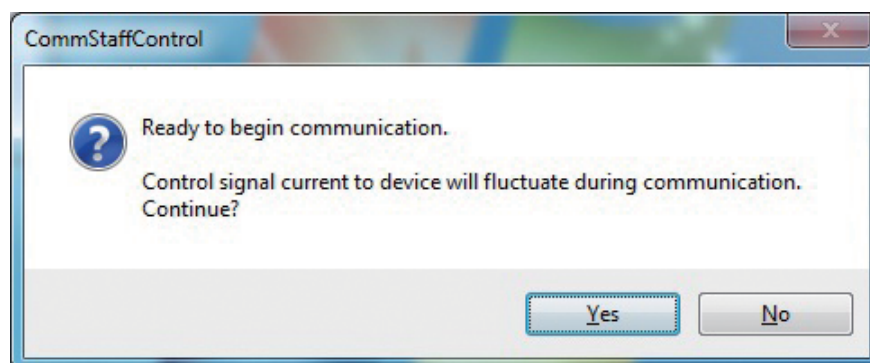 CommStaffControl
Ready to begin communication.
Control signal current to device will fluctuate during communication.
Continue?
Yes
No